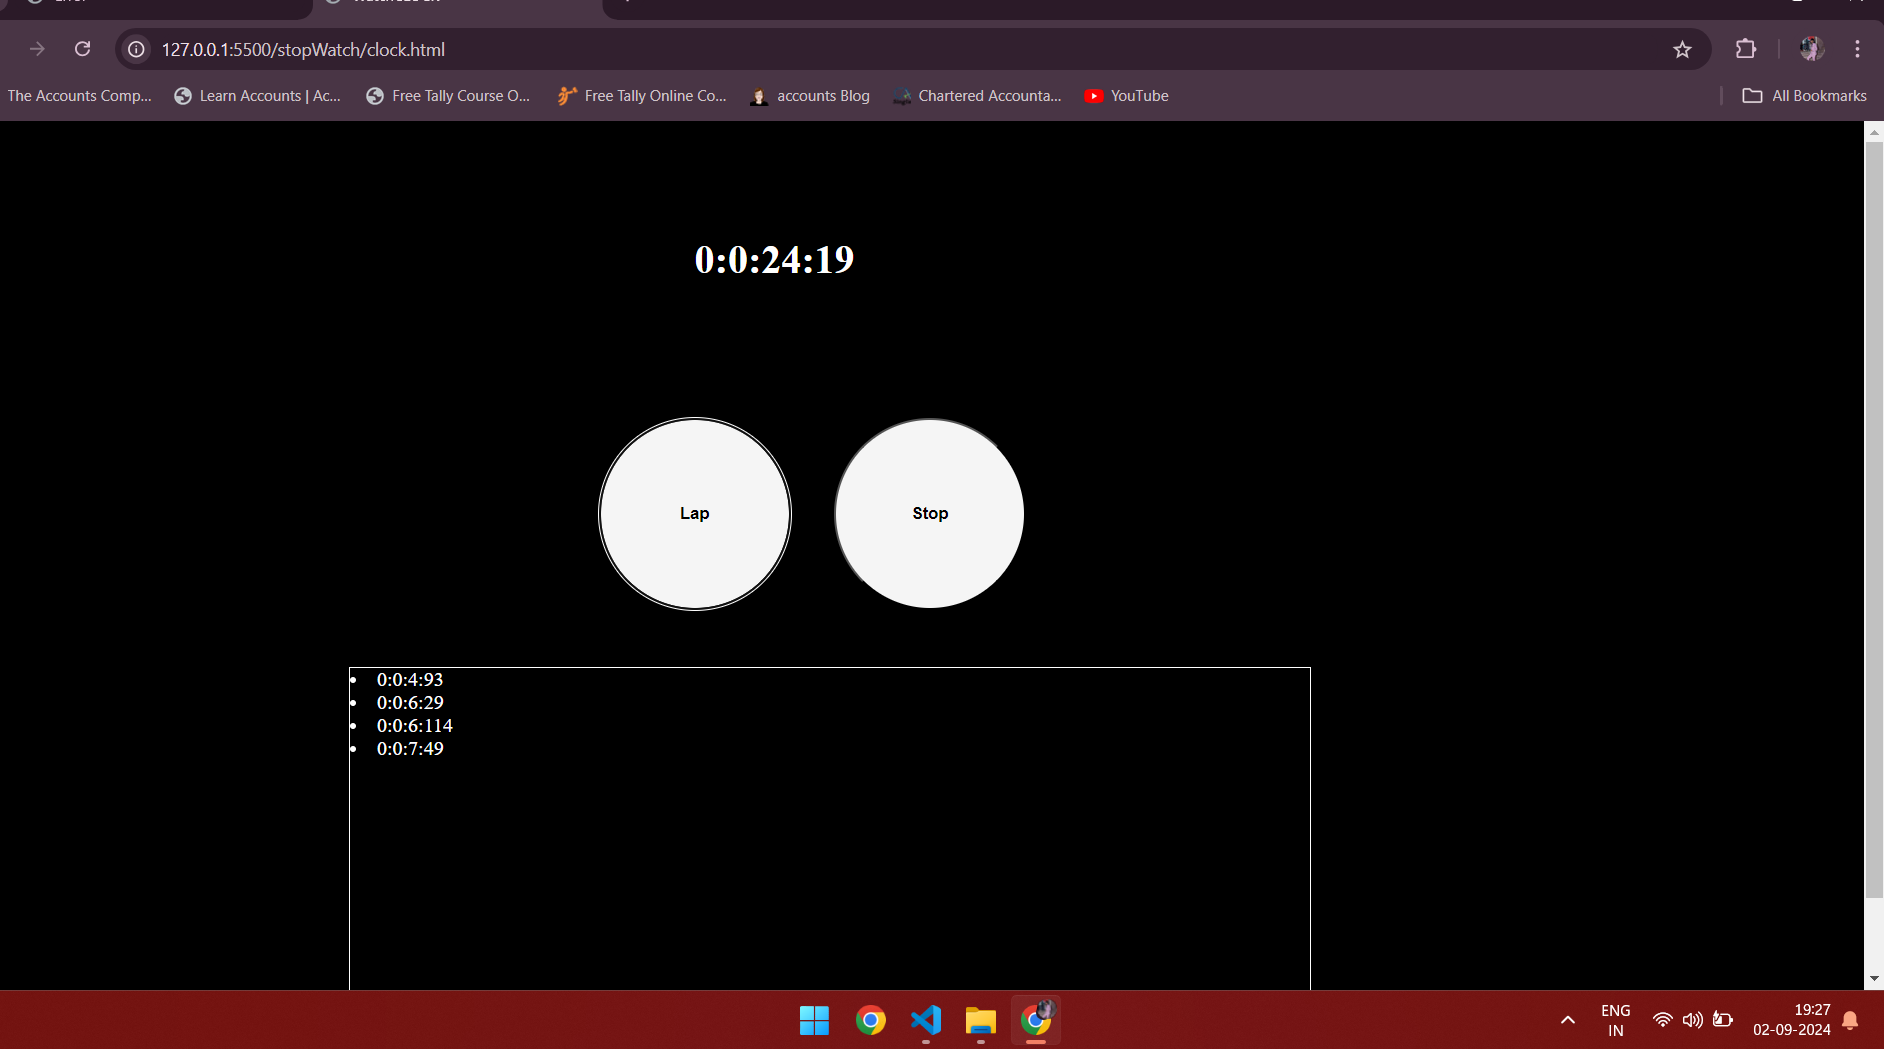 127.0.0.1:5500/stopWatch/clock.html
The Accounts Comp... Learn Accounts | Ac... Free Tally Course O... Free Tally Online Co... accounts Blog Chartered Accounta... YouTube All Bookmarks
0:0:24:19
Lap Stop
0:0:4:93
0:0:6:29
0:0:6:114
0:0:7:49
ENG 19:27
IN 02-09-2024